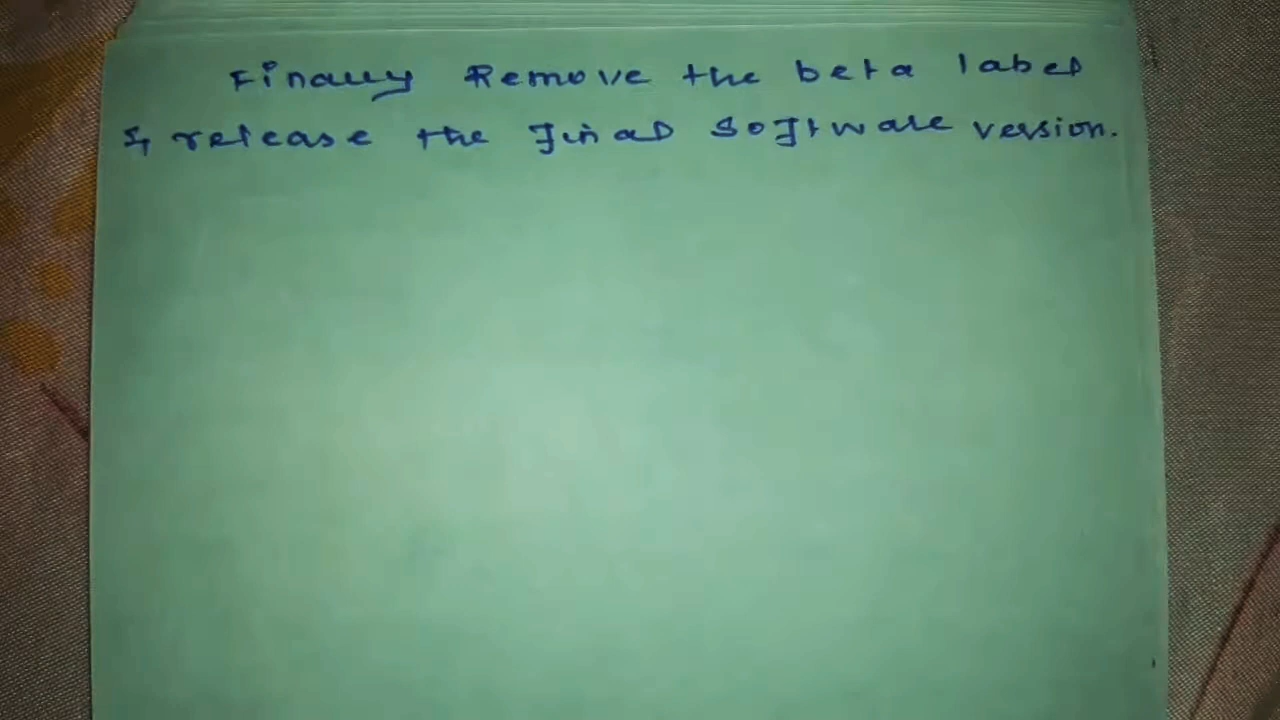 Finally Remove the beta label
& release the final software version.